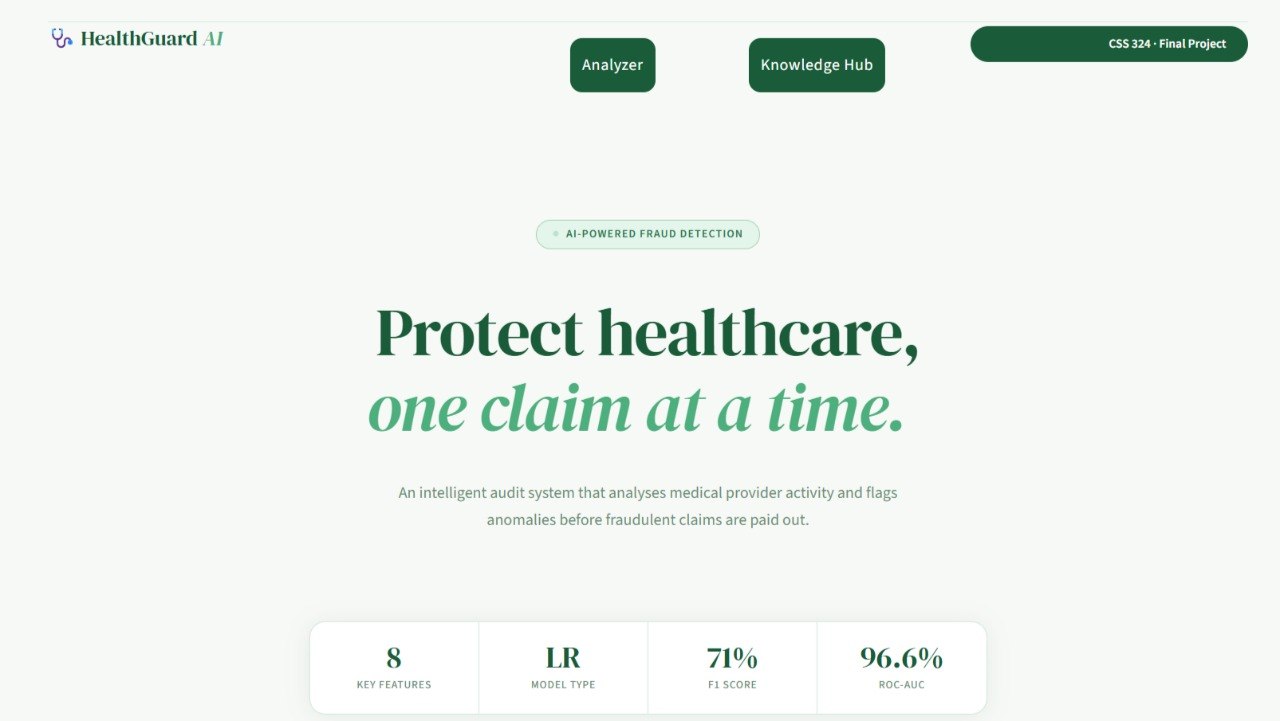 HealthGuard AI
Analyzer
Knowledge Hub
CSS 324 · Final Project
AI-POWERED FRAUD DETECTION
Protect healthcare,
one claim at a time.
An intelligent audit system that analyses medical provider activity and flags
anomalies before fraudulent claims are paid out.
8
KEY FEATURES
LR
MODEL TYPE
71%
F1 SCORE
96.6%
ROC-AUC